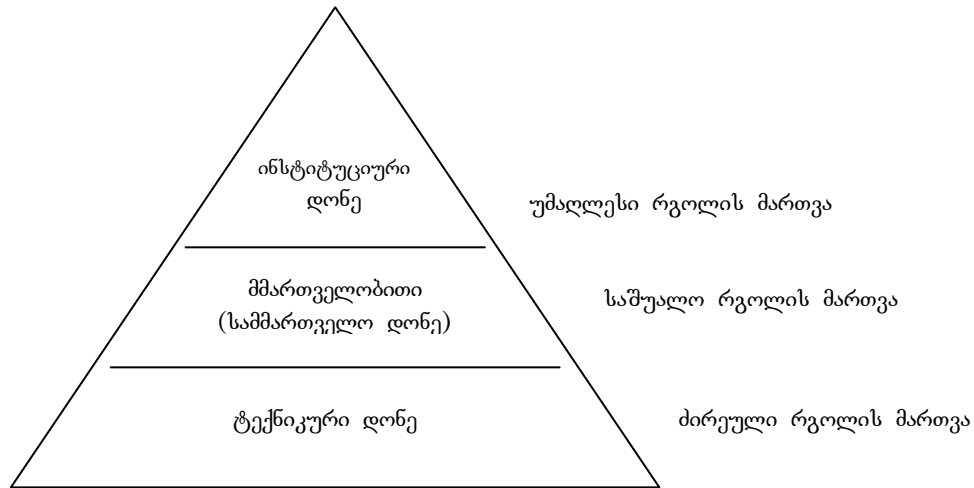 ინსტიტუციური
დონე
უმაღლესი რგოლის მართვა
მმართველობითი
(სამმართველო დონე)
საშუალო რგოლის მართვა
ტექნიკური დონე
ძირეული რგოლის მართვა